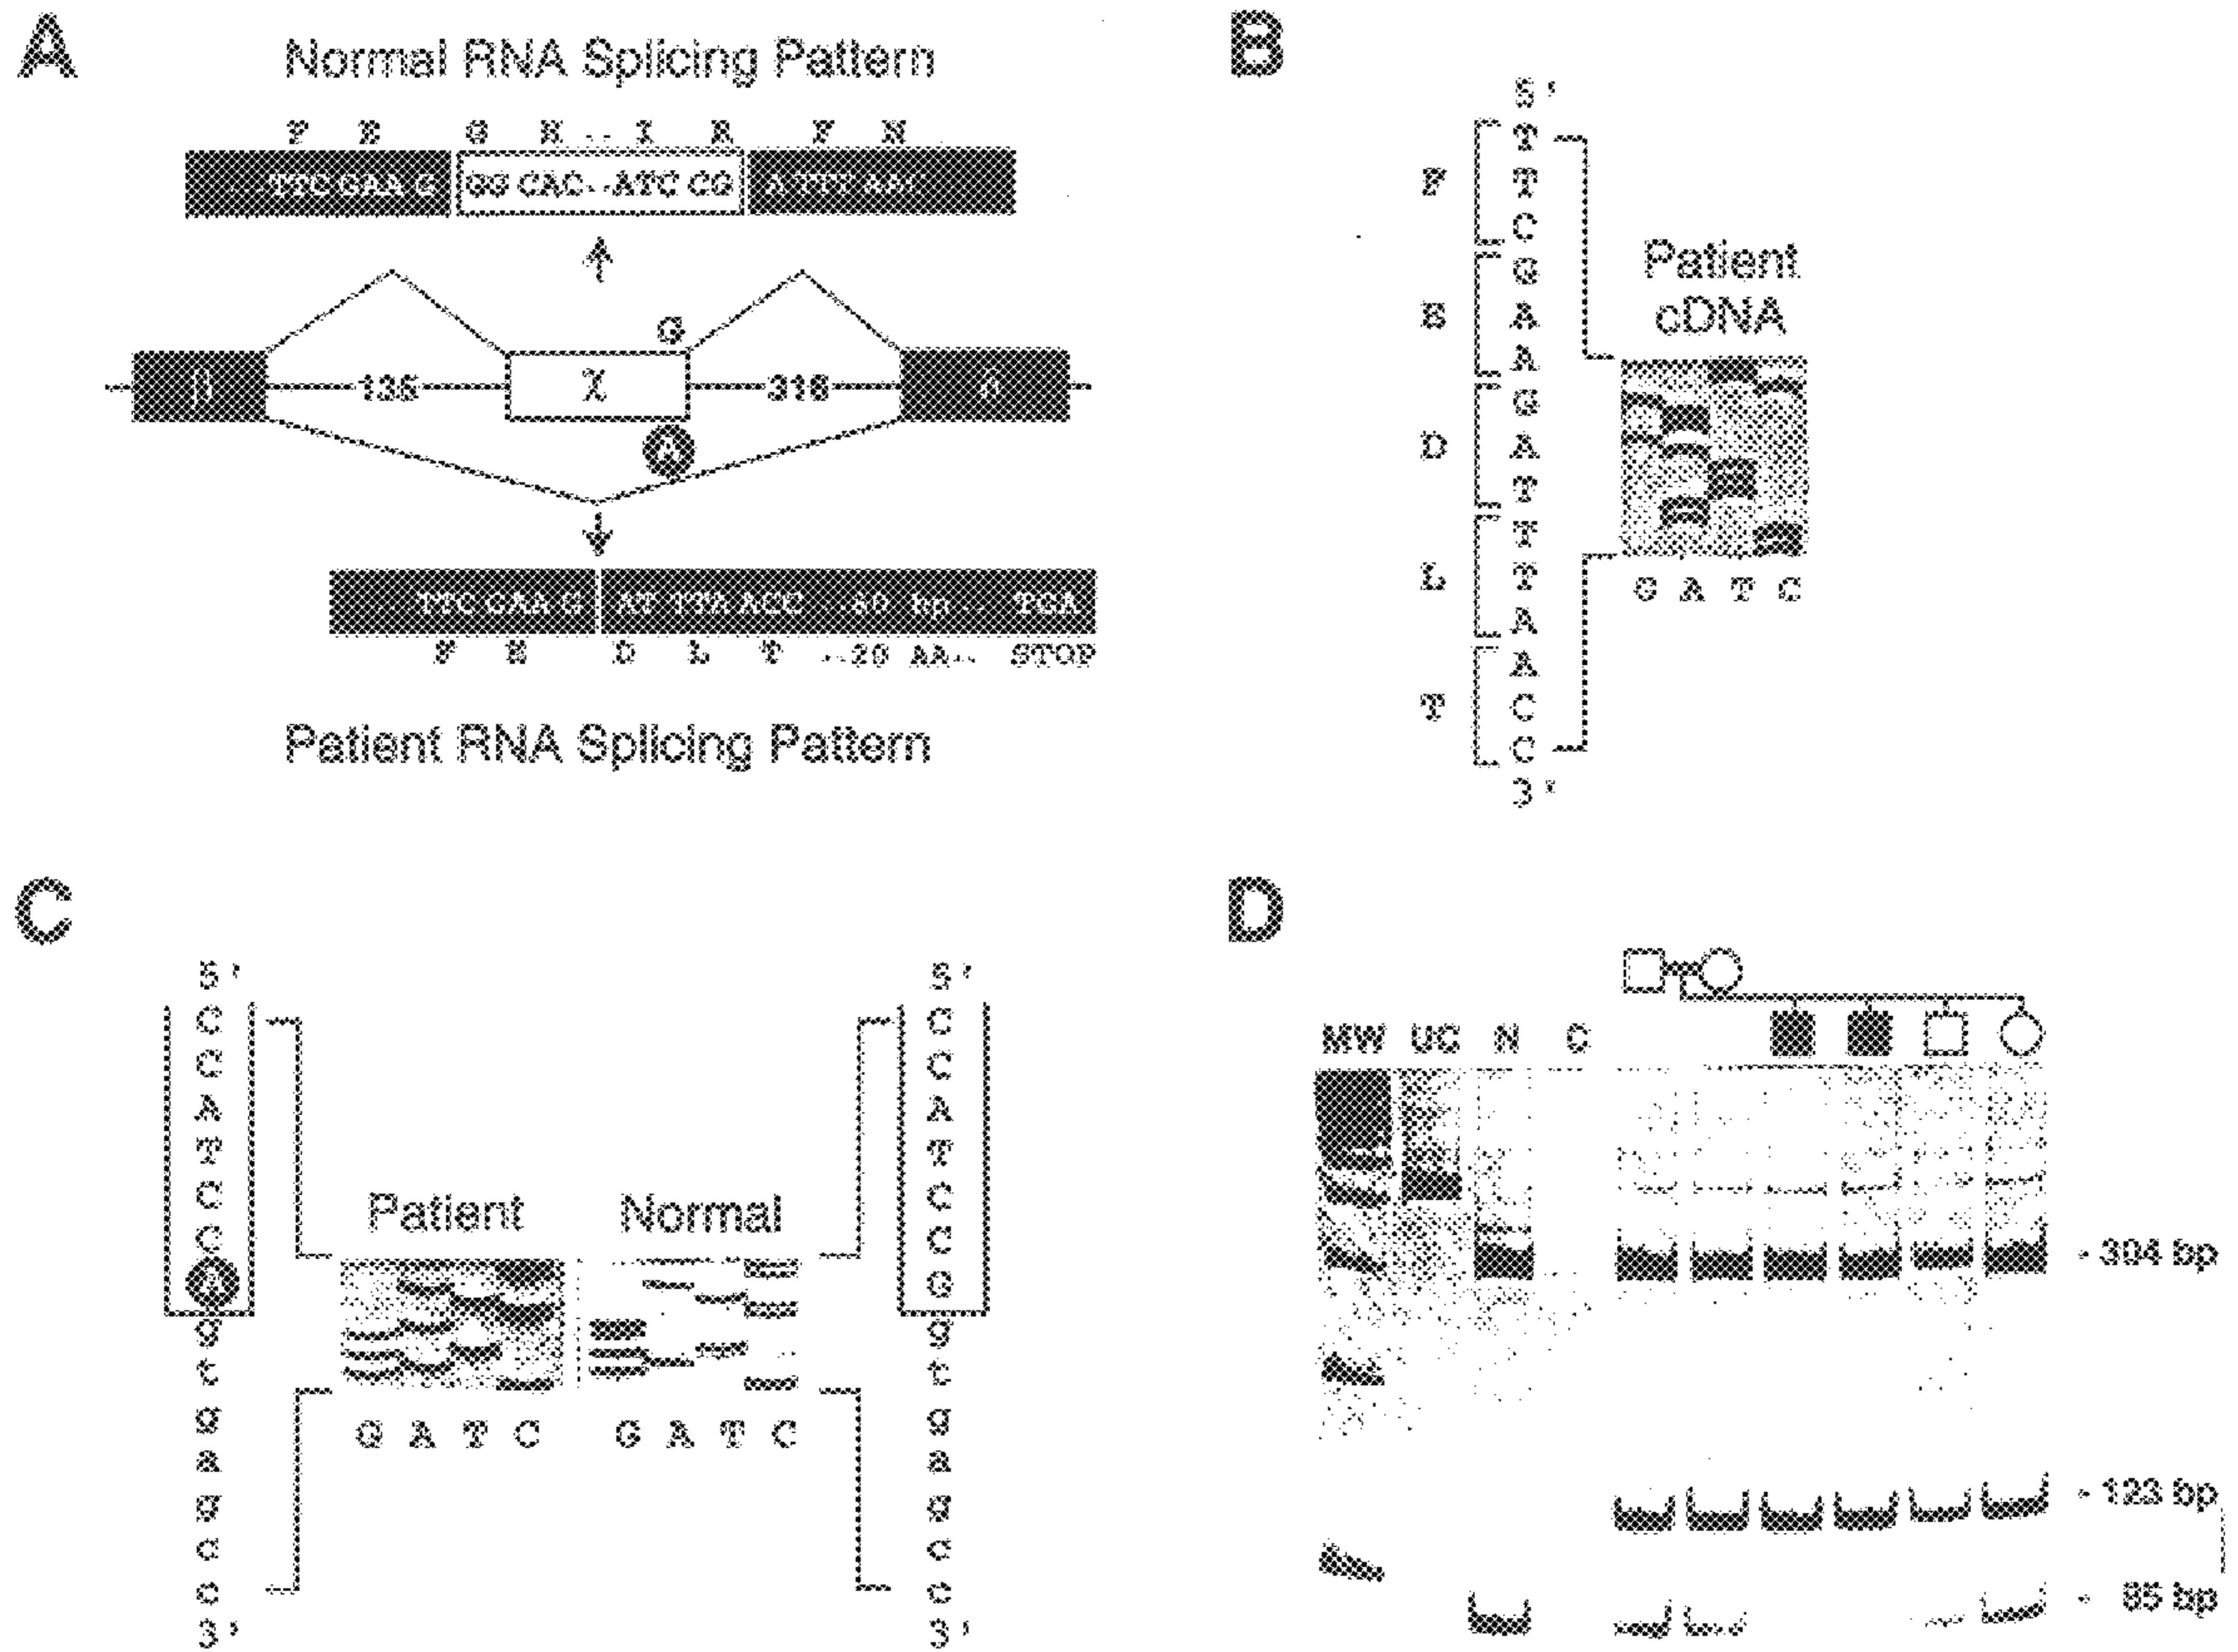 A
Normal RNA Splicing Pattern
F E G H .. I R F N
...TTC GAA G GG CAC..ATC CG A TTT AAC
G
135 X 316
A
TTC GAA G AT TTA ACC ..60 bp.. TGA
F E D L T ..20 AA.. STOP
Patient RNA Splicing Pattern
B
5'
T
F T
C
G
E A
A
G
D A
T
T
L T
A
A
T C
C
3'
Patient
cDNA
G A T C
C
5'
C
C
A
T
C
C
A
g
t
g
a
g
c
c
3'
Patient Normal
G A T C G A T C
5'
C
C
A
T
C
C
G
g
t
g
a
g
c
c
3'
D
MW UC N C
- 304 bp
- 123 bp
- 85 bp